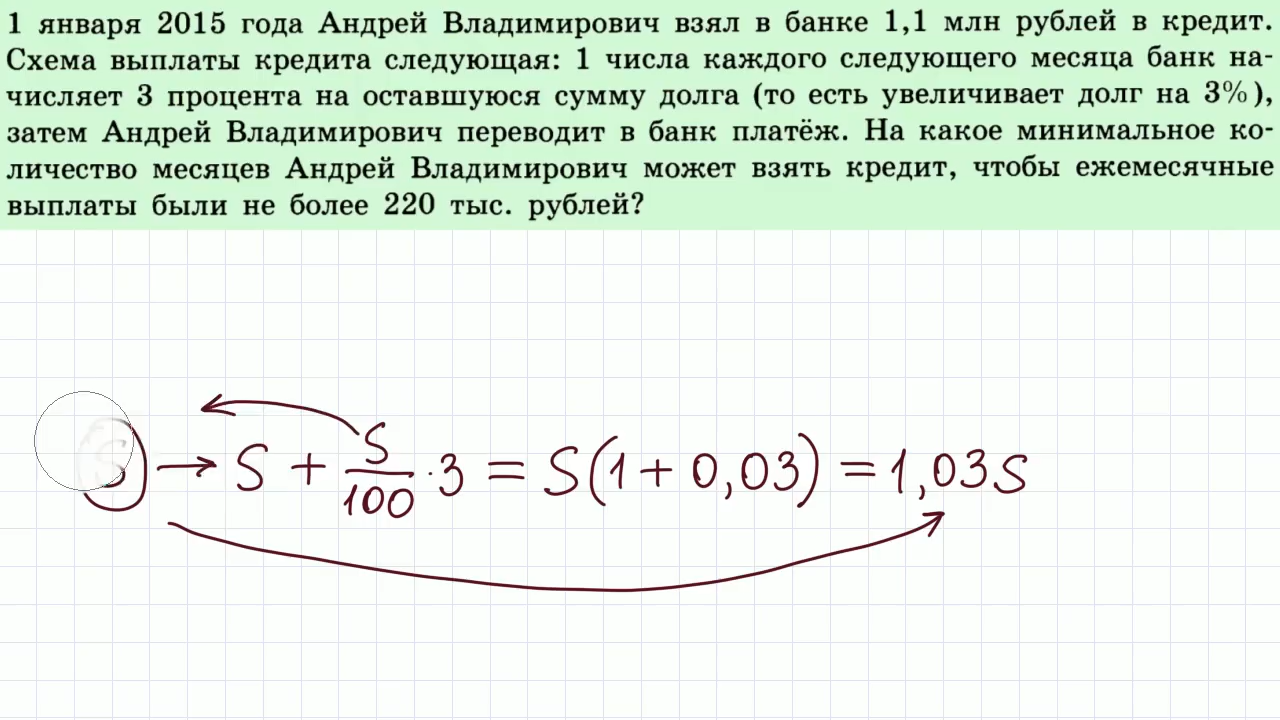 1 января 2015 года Андрей Владимирович взял в банке 1,1 млн рублей в кредит.
Схема выплаты кредита следующая: 1 числа каждого следующего месяца банк на-
числяет 3 процента на оставшуюся сумму долга (то есть увеличивает долг на 3%),
затем Андрей Владимирович переводит в банк платёж. На какое минимальное ко-
личество месяцев Андрей Владимирович может взять кредит, чтобы ежемесячные
выплаты были не более 220 тыс. рублей?
S → S + S/100 · 3 = S(1 + 0,03) = 1,03S